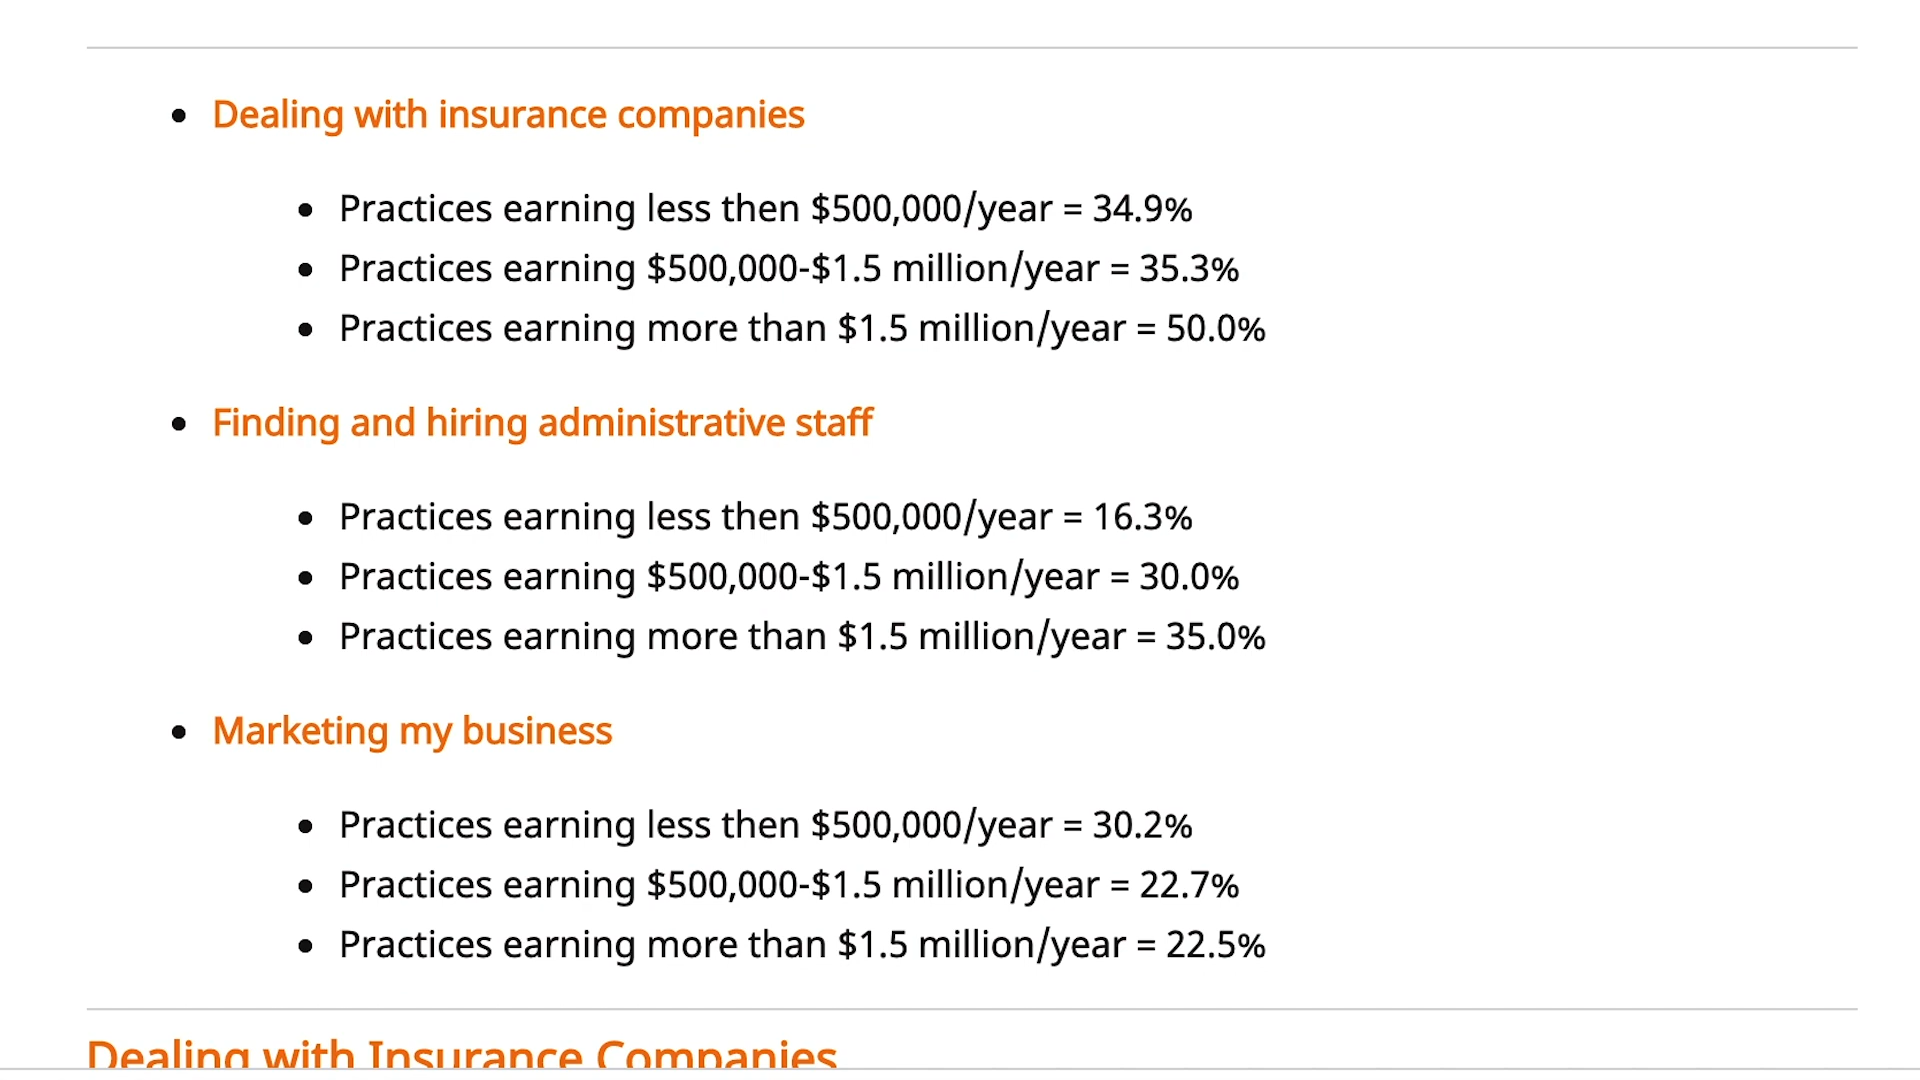 Dealing with insurance companies
Practices earning less then $500,000/year = 34.9%
Practices earning $500,000-$1.5 million/year = 35.3%
Practices earning more than $1.5 million/year = 50.0%
Finding and hiring administrative staff
Practices earning less then $500,000/year = 16.3%
Practices earning $500,000-$1.5 million/year = 30.0%
Practices earning more than $1.5 million/year = 35.0%
Marketing my business
Practices earning less then $500,000/year = 30.2%
Practices earning $500,000-$1.5 million/year = 22.7%
Practices earning more than $1.5 million/year = 22.5%
Dealing with Insurance Companies